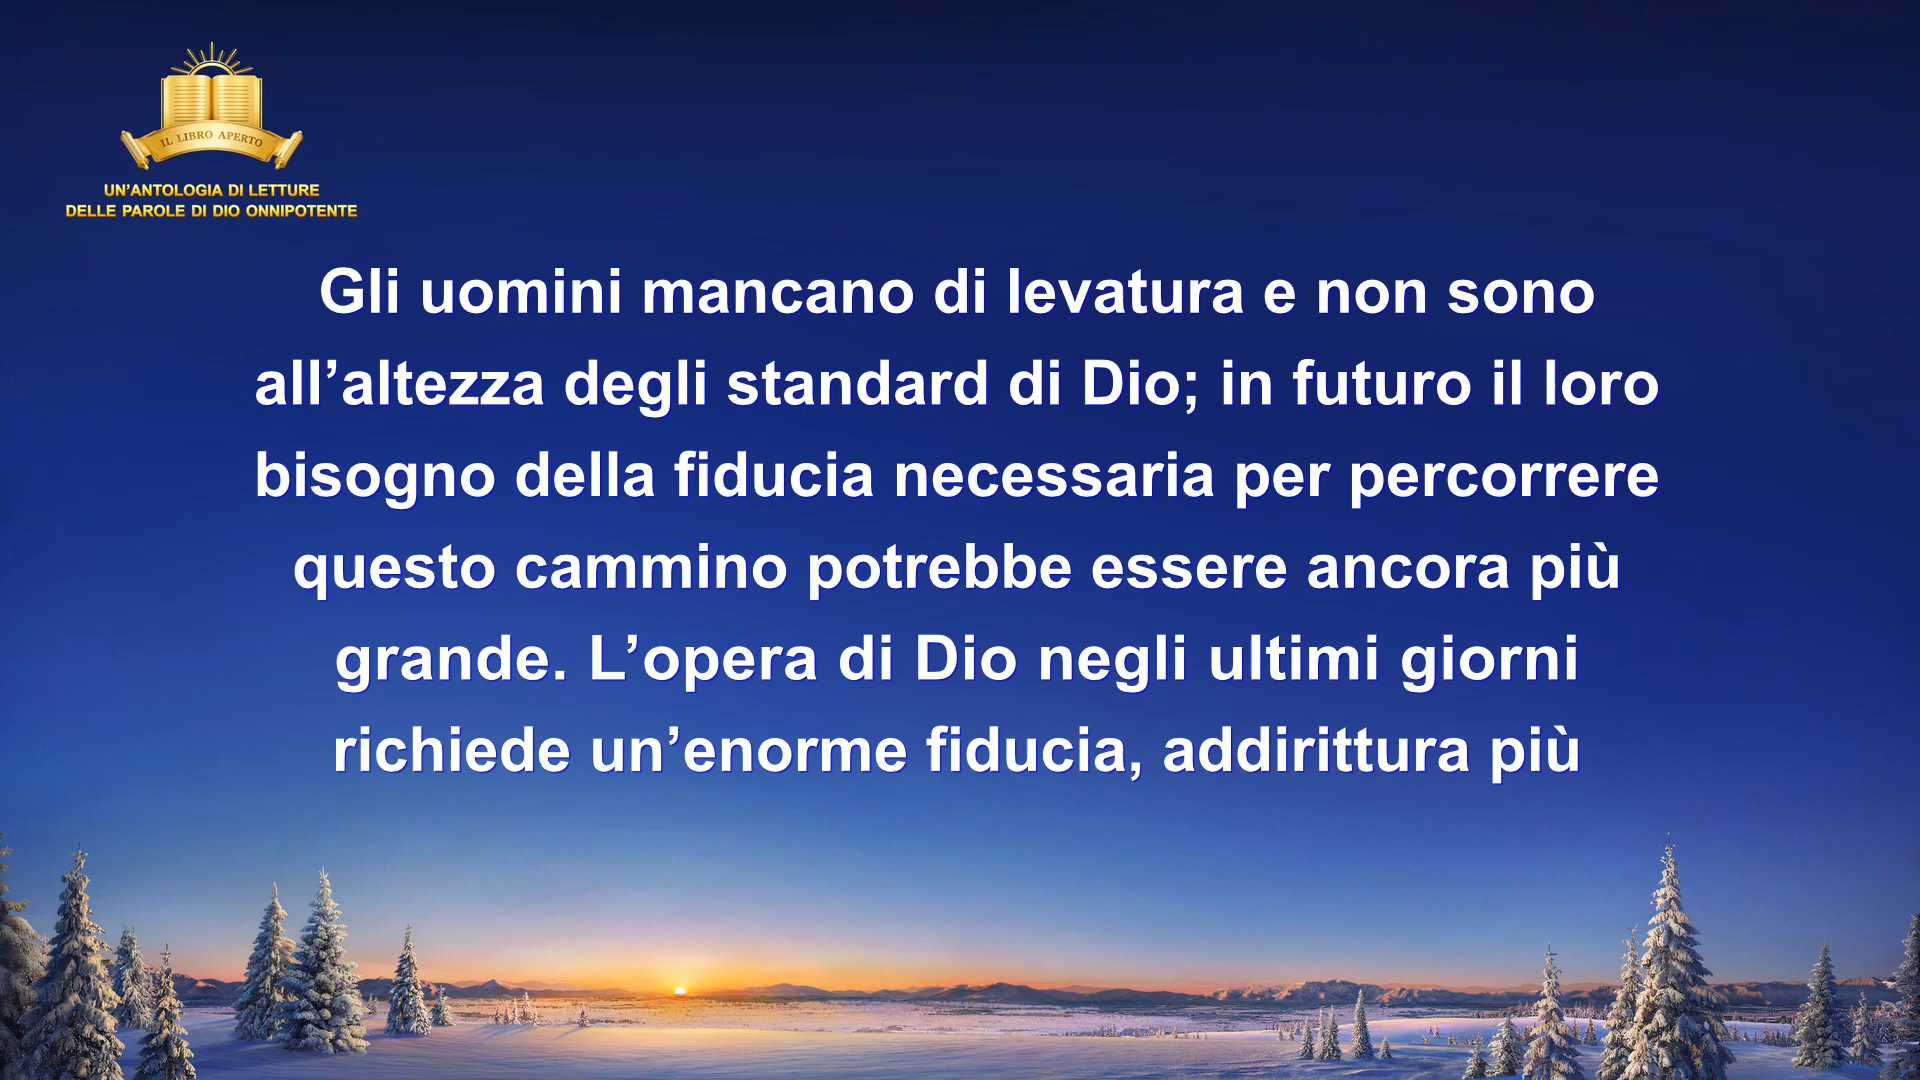 IL LIBRO APERTO
UN’ANTOLOGIA DI LETTURE
DELLE PAROLE DI DIO ONNIPOTENTE
Gli uomini mancano di levatura e non sono
all’altezza degli standard di Dio; in futuro il loro
bisogno della fiducia necessaria per percorrere
questo cammino potrebbe essere ancora più
grande. L’opera di Dio negli ultimi giorni
richiede un’enorme fiducia, addirittura più